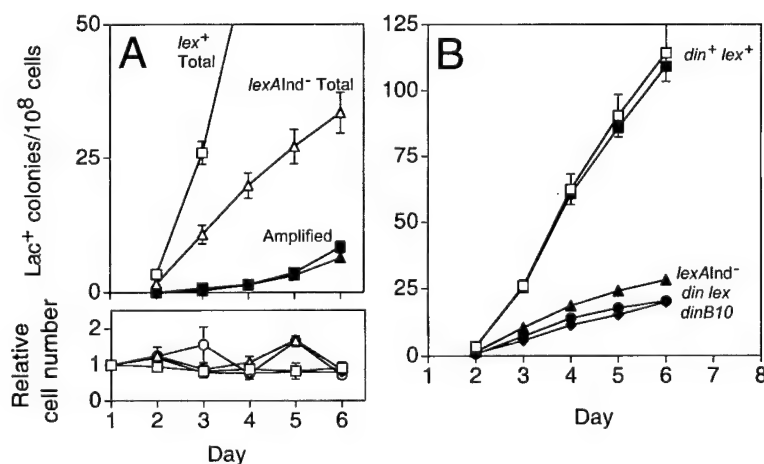 A
lex⁺
Total
lexAInd⁻ Total
Amplified
Lac⁺ colonies/10⁸ cells
50
25
0
Relative
cell number
2
1
0
1 2 3 4 5 6
Day
B
din⁺ lex⁺
lexAInd⁻
din lex
dinB10
125
100
75
50
25
0
1 2 3 4 5 6 7 8
Day